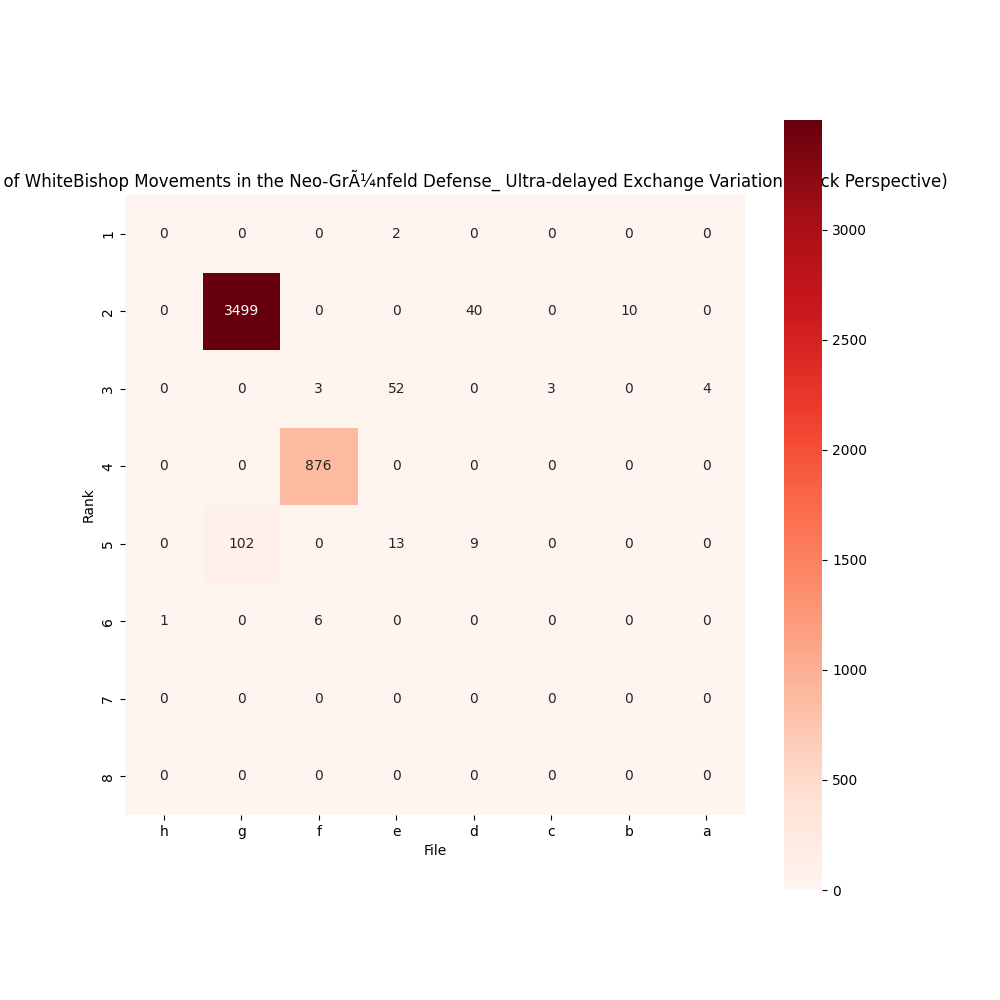 of WhiteBishop Movements in the Neo-GrÃ¼nfeld Defense_ Ultra-delayed Exchange Variation ck Perspective)
1 0 0 0 2 0 0 0 0
2 0 3499 0 0 40 0 10 0
3 0 0 3 52 0 3 0 4
4 0 0 876 0 0 0 0 0
5 0 102 0 13 9 0 0 0
6 1 0 6 0 0 0 0 0
7 0 0 0 0 0 0 0 0
8 0 0 0 0 0 0 0 0
Rank
h g f e d c b a
File
3000
2500
2000
1500
1000
500
0